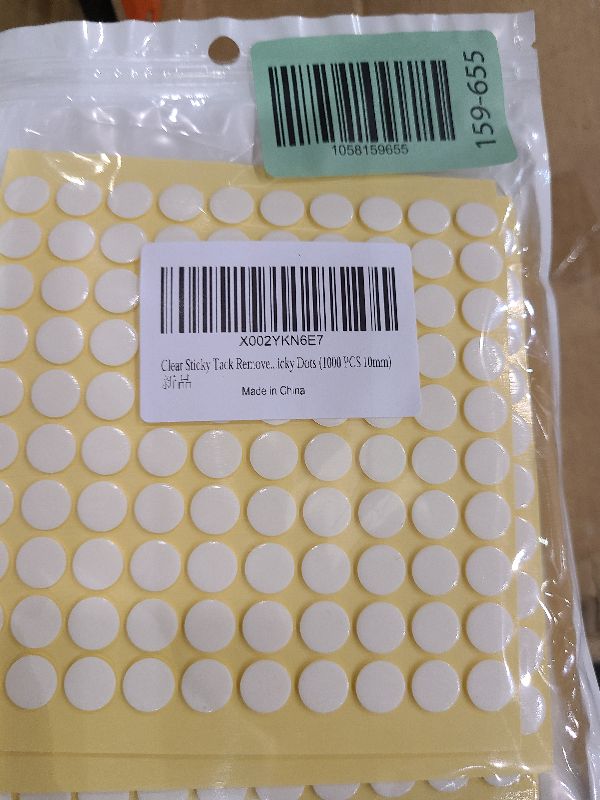 159-655
1058159655
X002YKN6E7
Clear Sticky Tack Remove.. icky Dots (1000 PCS 10mm)
新品
Made in China